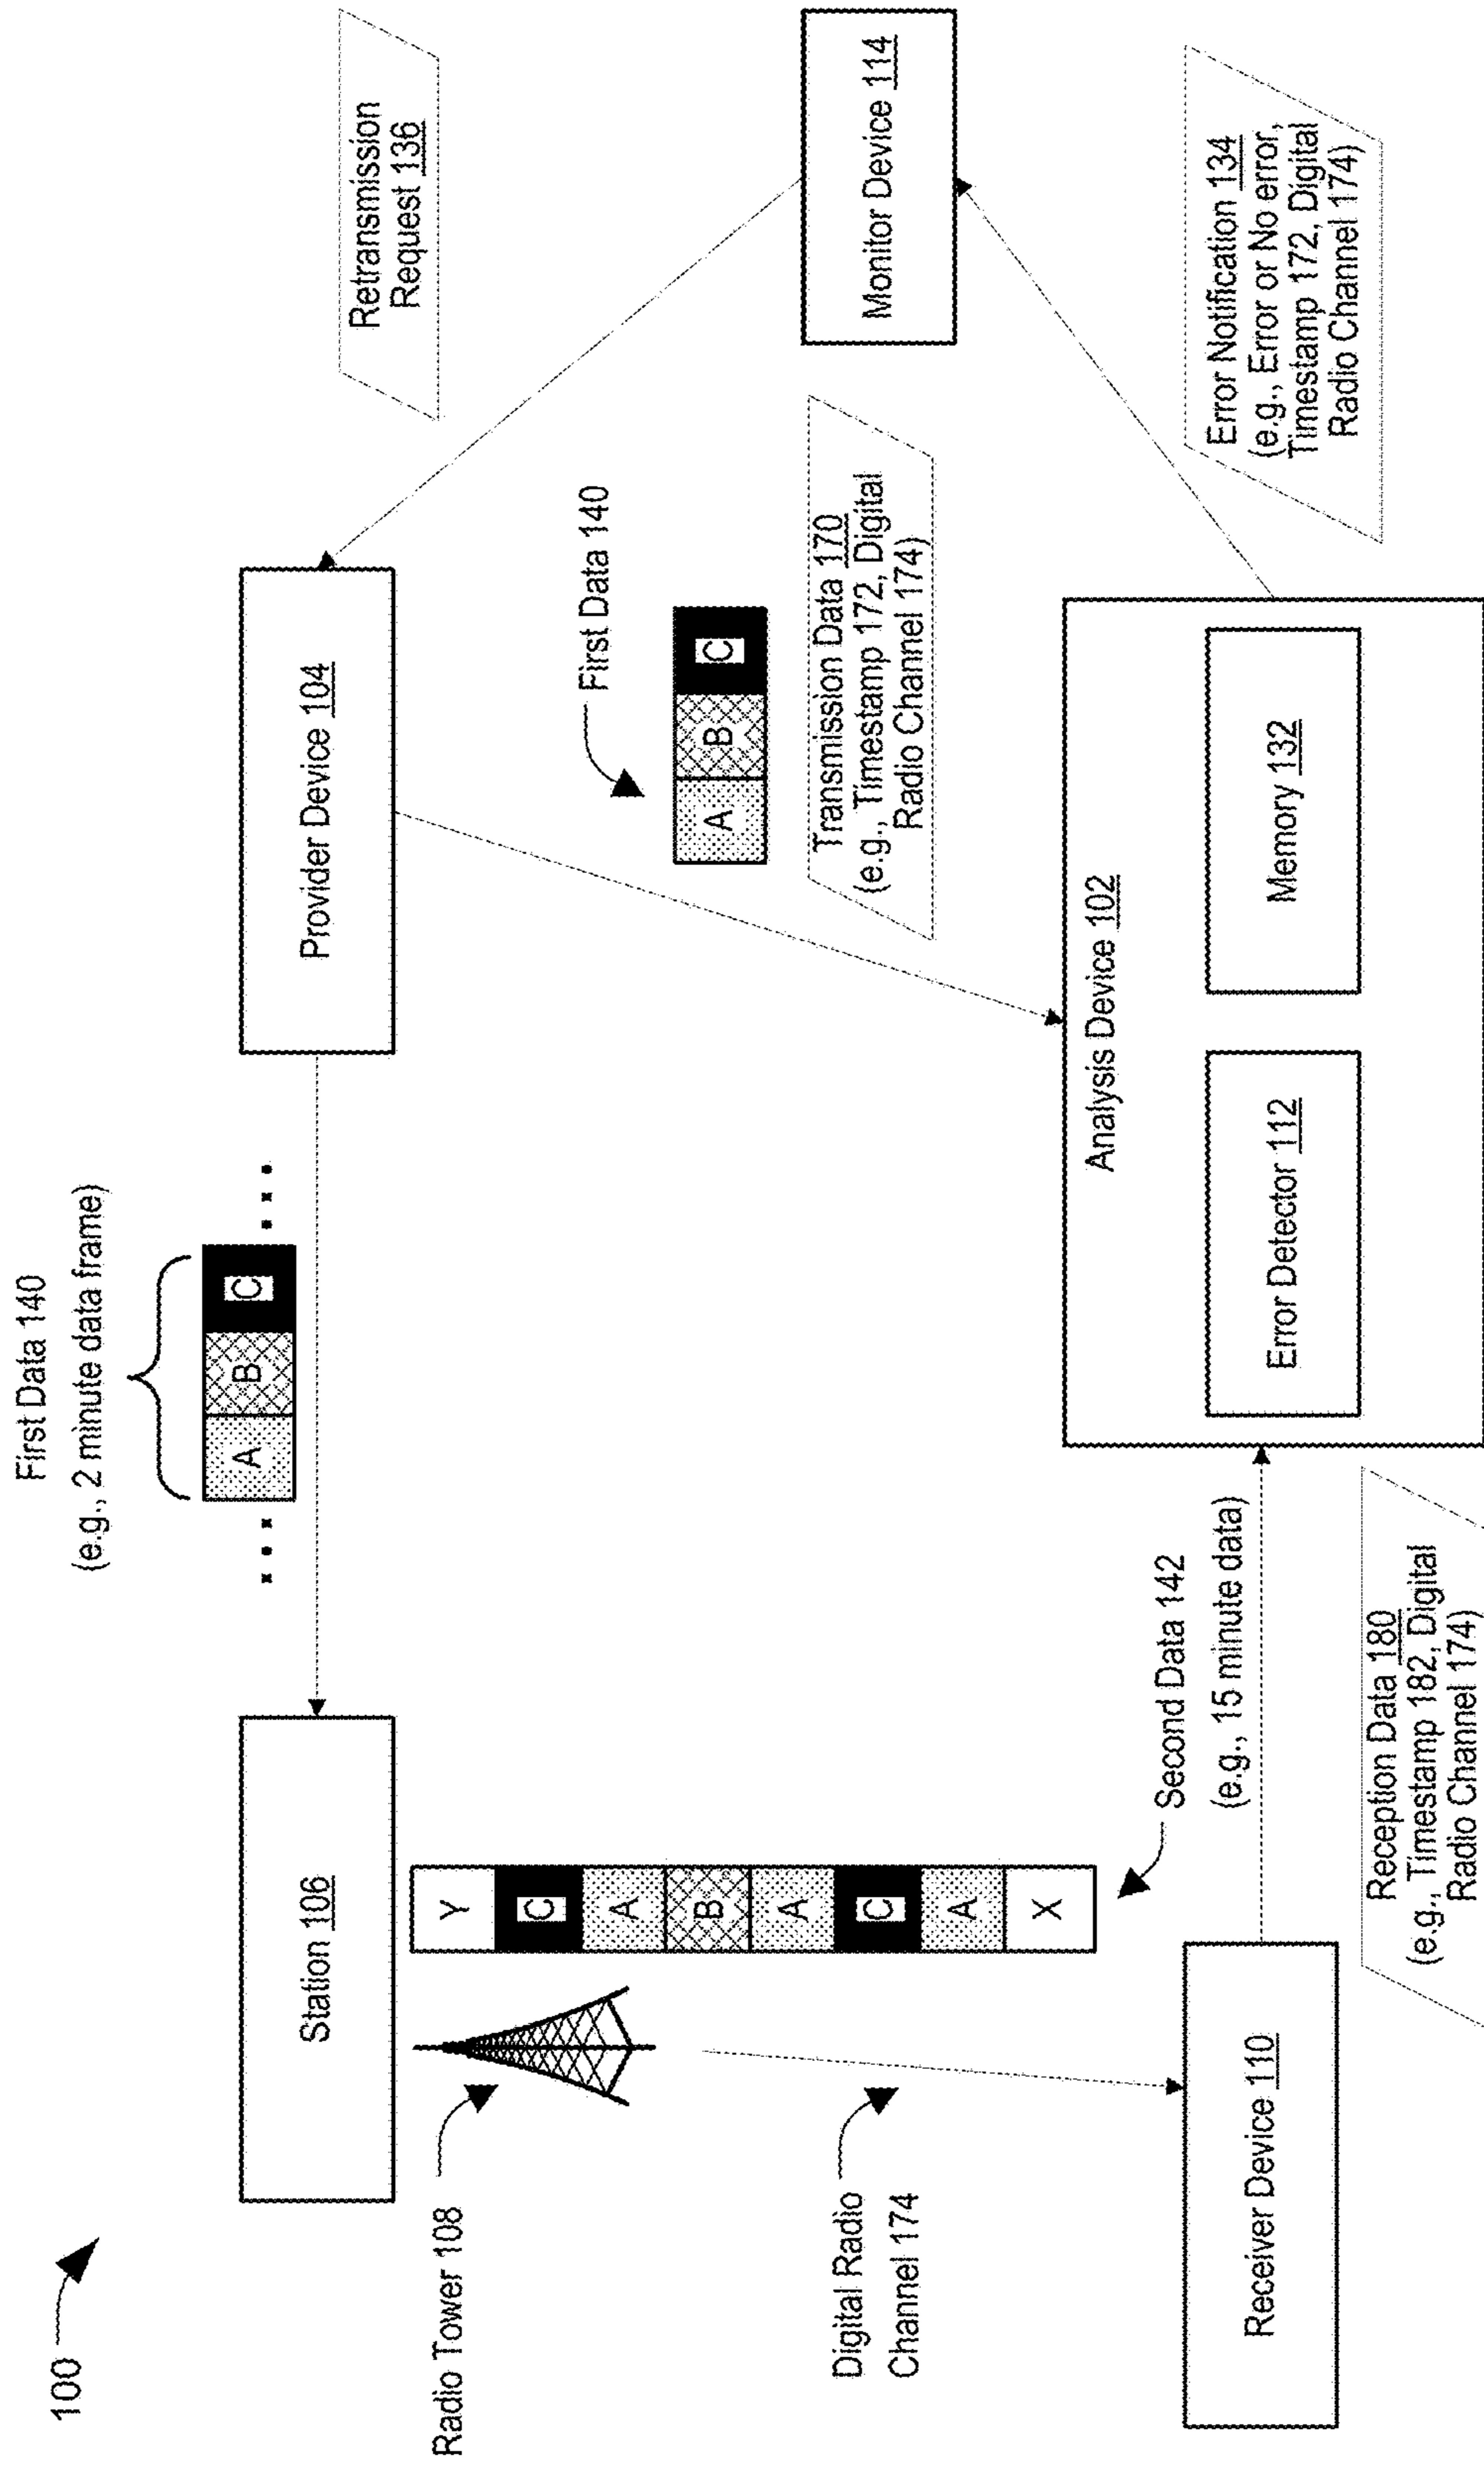 100
First Data 140
(e.g., 2 minute data frame)
A
B
C
Station 106
Provider Device 104
Retransmission
Request 136
Radio Tower 108
Y
C
A
B
A
C
A
X
First Data 140
A
B
C
Digital Radio
Channel 174
Transmission Data 170
(e.g., Timestamp 172, Digital
Radio Channel 174)
Monitor Device 114
Second Data 142
(e.g., 15 minute data)
Receiver Device 110
Analysis Device 102
Error Detector 112
Memory 132
Error Notification 134
(e.g., Error or No error,
Timestamp 172, Digital
Radio Channel 174)
Reception Data 180
(e.g., Timestamp 182, Digital
Radio Channel 174)